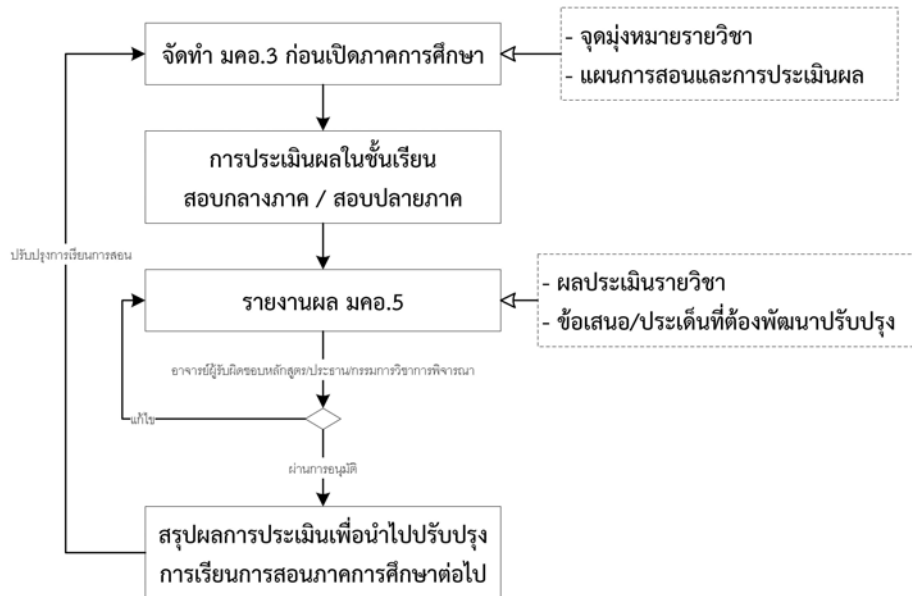 จัดทำ มคอ.3 ก่อนเปิดภาคการศึกษา
- จุดมุ่งหมายรายวิชา
- แผนการสอนและการประเมินผล
การประเมินผลในชั้นเรียน
สอบกลางภาค / สอบปลายภาค
ปรับปรุงการเรียนการสอน
รายงานผล มคอ.5
- ผลประเมินรายวิชา
- ข้อเสนอ/ประเด็นที่ต้องพัฒนาปรับปรุง
อาจารย์ผู้รับผิดชอบหลักสูตร/ประธาน/กรรมการวิชาการพิจารณา
แก้ไข
ผ่านการอนุมัติ
สรุปผลการประเมินเพื่อนำไปปรับปรุง
การเรียนการสอนภาคการศึกษาต่อไป